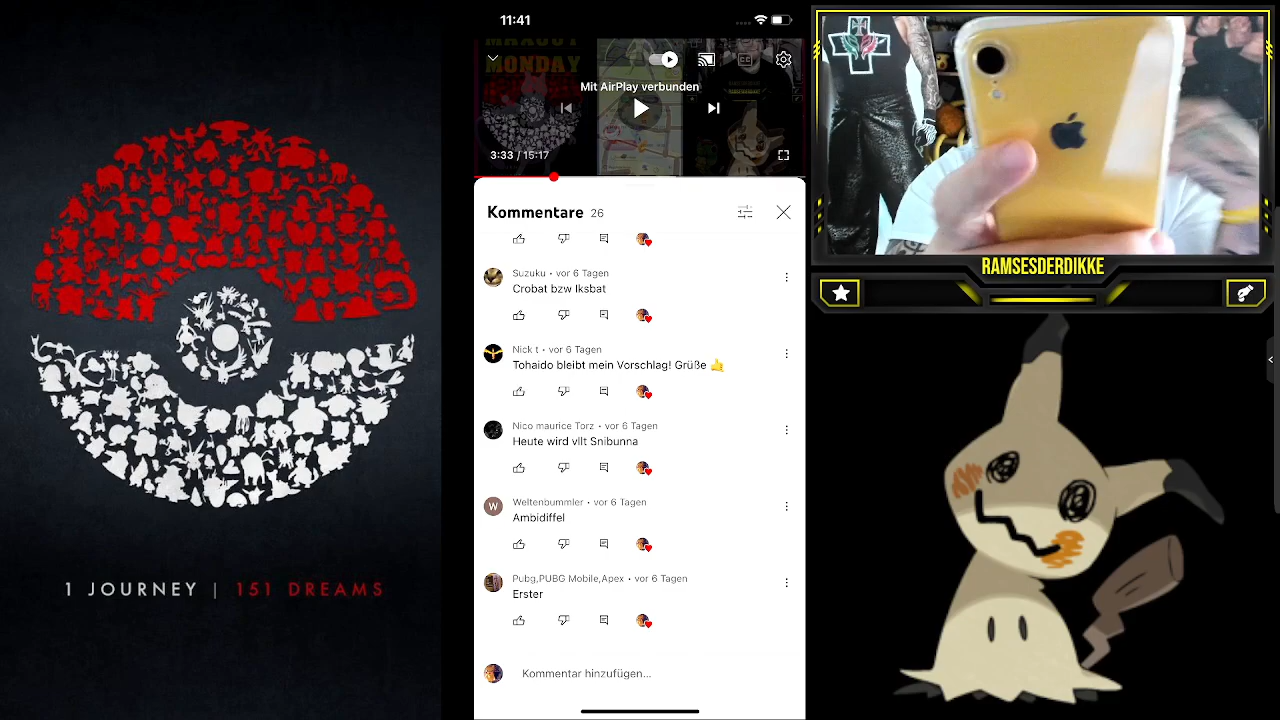 1 JOURNEY | 151 DREAMS
11:41
MONDAY
Mit AirPlay verbunden
3:33 / 15:17
Kommentare 26
Suzuku • vor 6 Tagen
Crobat bzw Iksbat
Nick t • vor 6 Tagen
Tohaido bleibt mein Vorschlag! Grüße 🤙
Nico maurice Torz • vor 6 Tagen
Heute wird vllt Snibunna
W
Weltenbummler • vor 6 Tagen
Ambidiffel
Pubg,PUBG Mobile,Apex • vor 6 Tagen
Erster
Kommentar hinzufügen...
RAMSESDERDIKKE